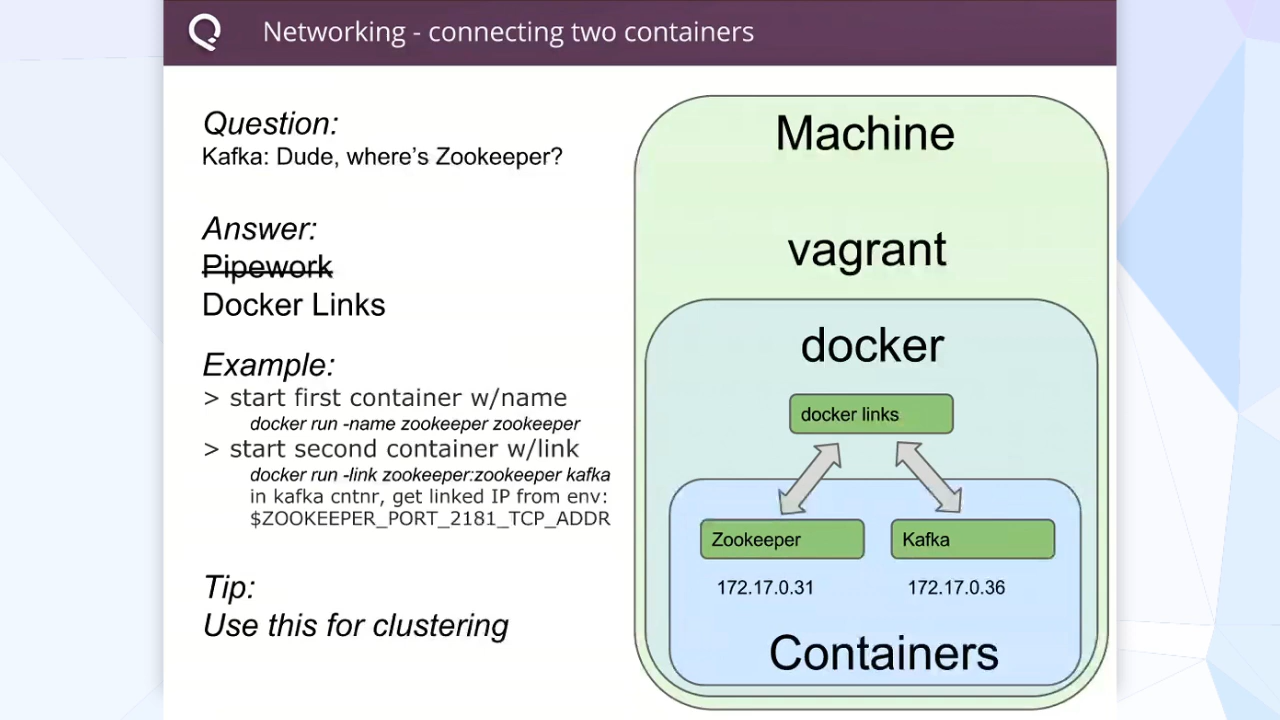 Networking - connecting two containers
Question:
Kafka: Dude, where's Zookeeper?
Answer:
Pipework
Docker Links
Example:
> start first container w/name
docker run -name zookeeper zookeeper
> start second container w/link
docker run -link zookeeper:zookeeper kafka
in kafka cntnr, get linked IP from env:
$ZOOKEEPER_PORT_2181_TCP_ADDR
Tip:
Use this for clustering
Machine
vagrant
docker
docker links
Zookeeper
Kafka
172.17.0.31
172.17.0.36
Containers